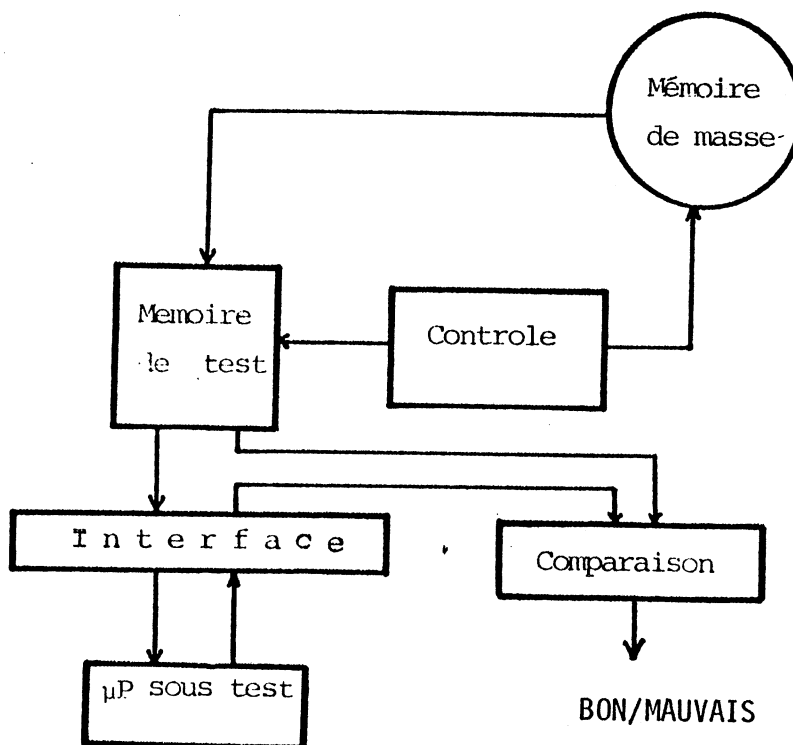 Mémoire
de masse
Memoire
le test
Controle
Interface
Comparaison
µP sous test
BON/MAUVAIS